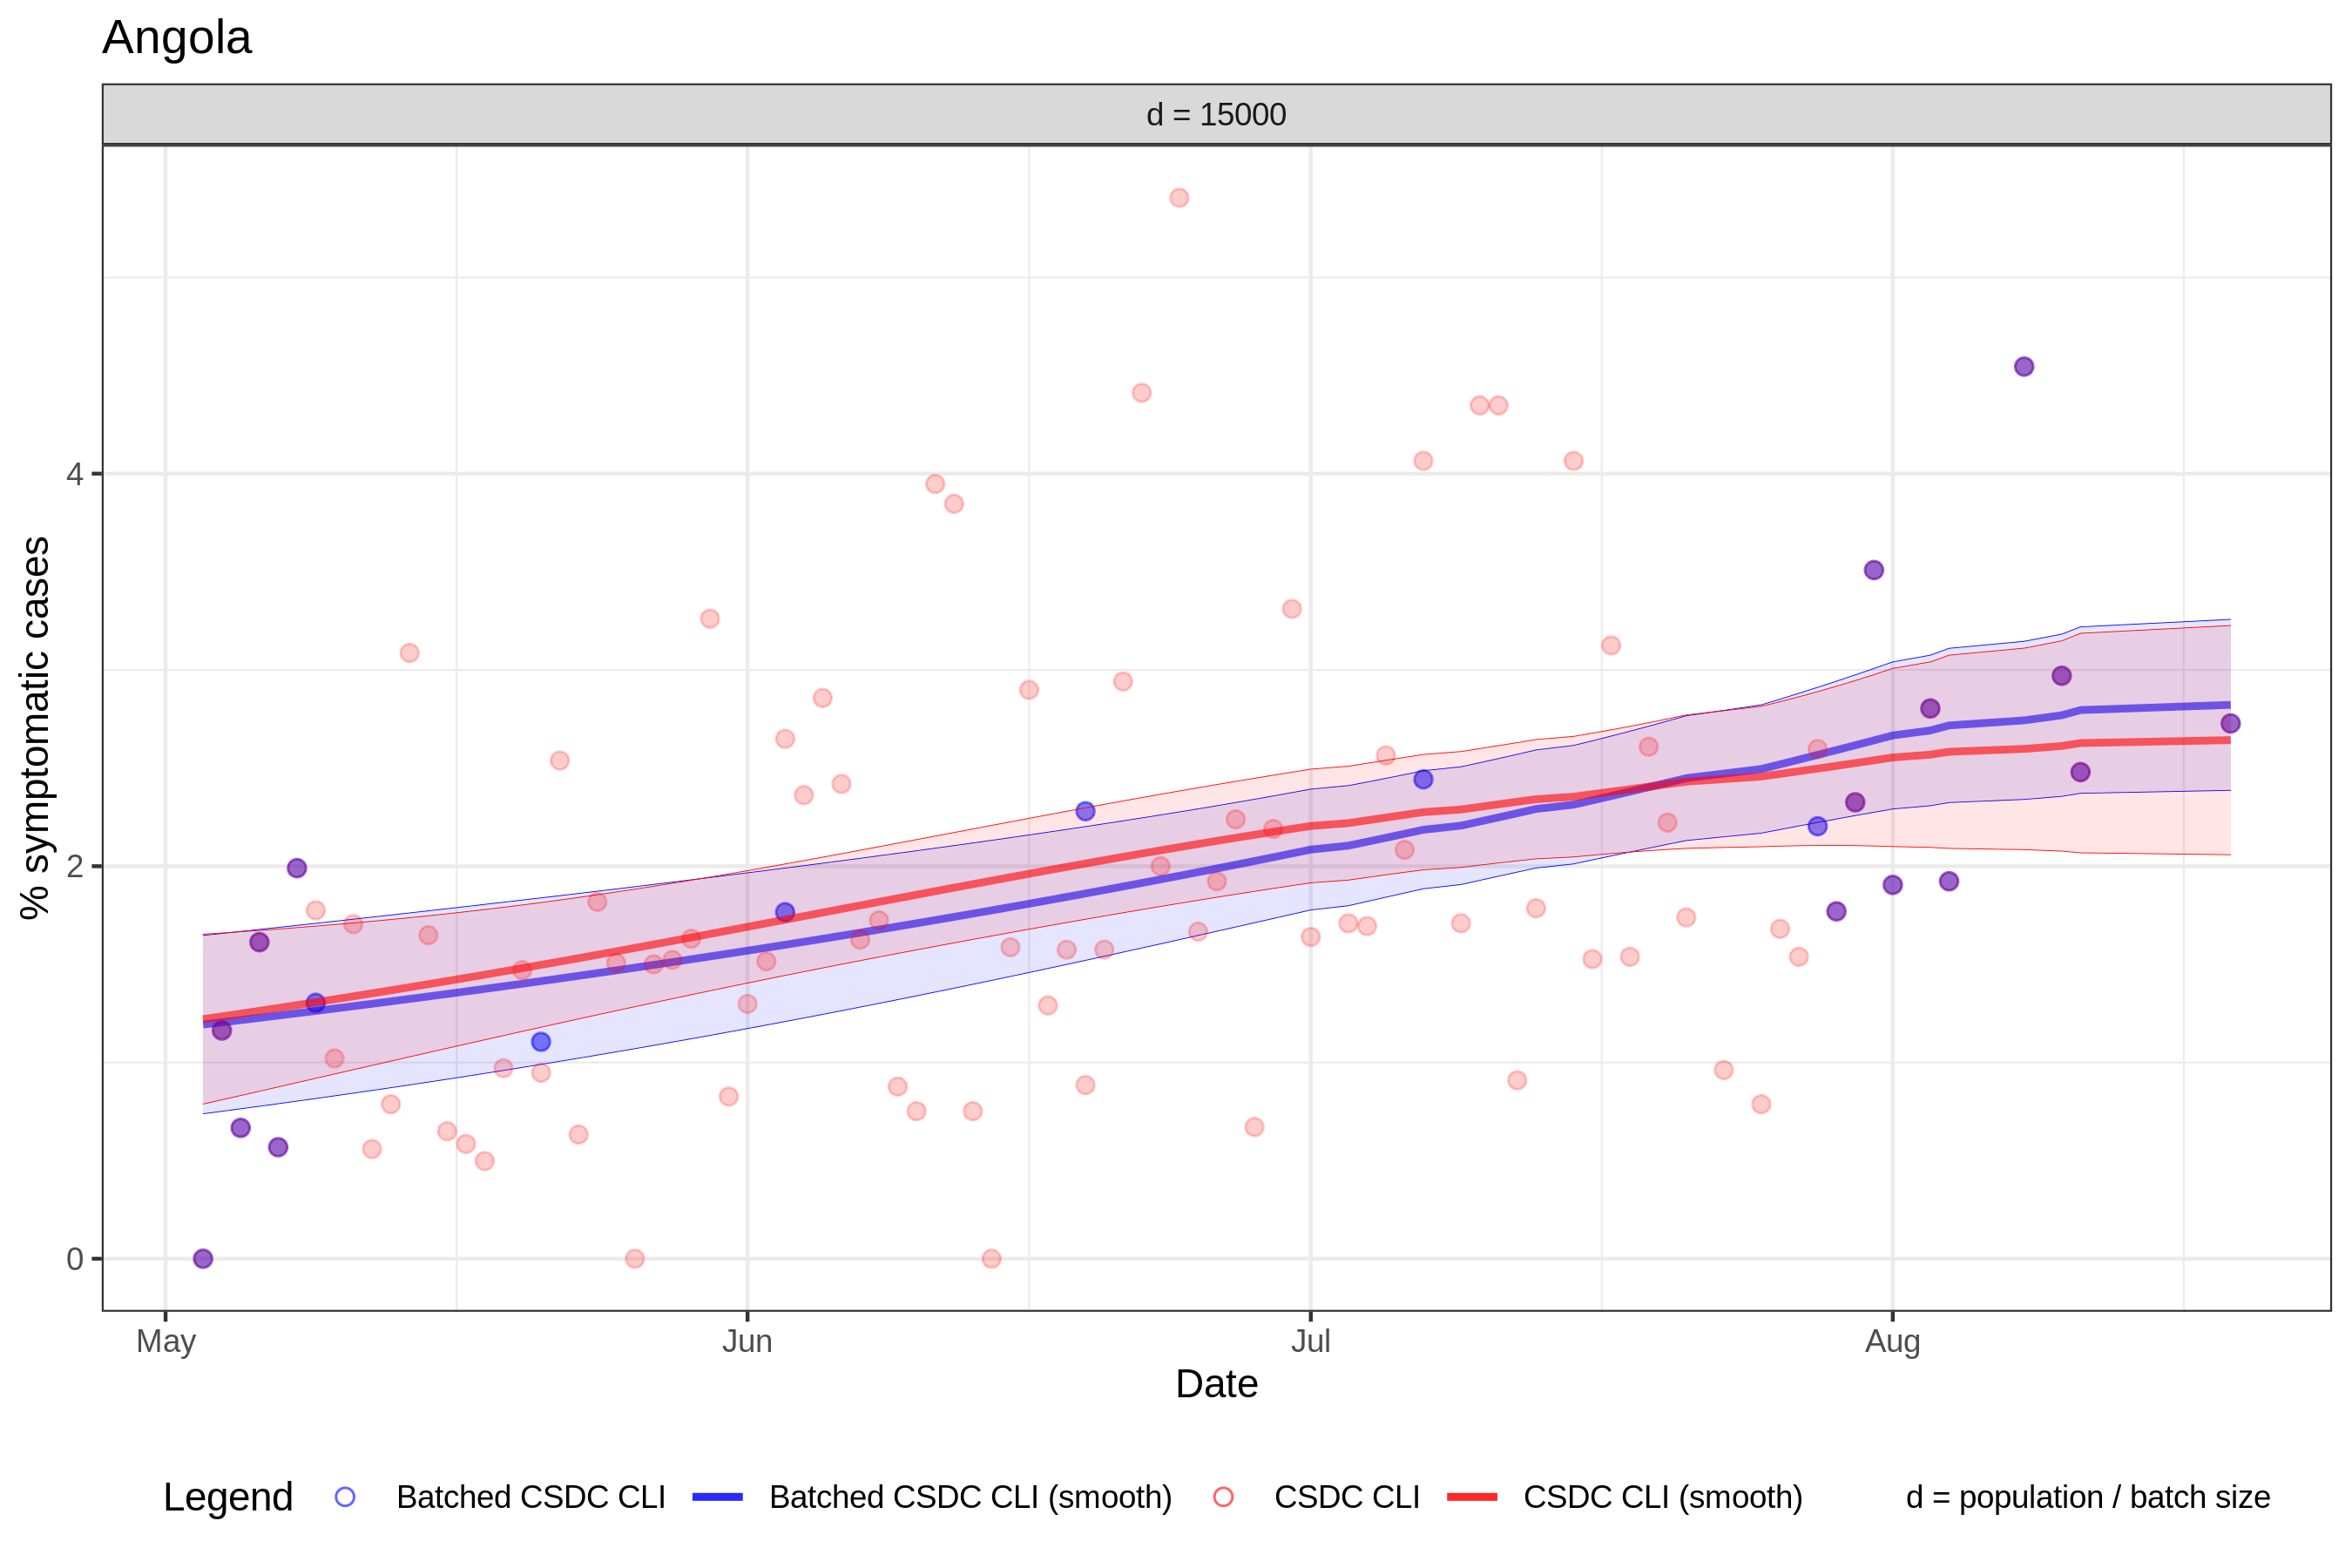 Angola
d = 15000
% symptomatic cases
4
2
0
May Jun Jul Aug
Date
Legend Batched CSDC CLI Batched CSDC CLI (smooth) CSDC CLI CSDC CLI (smooth) d = population / batch size